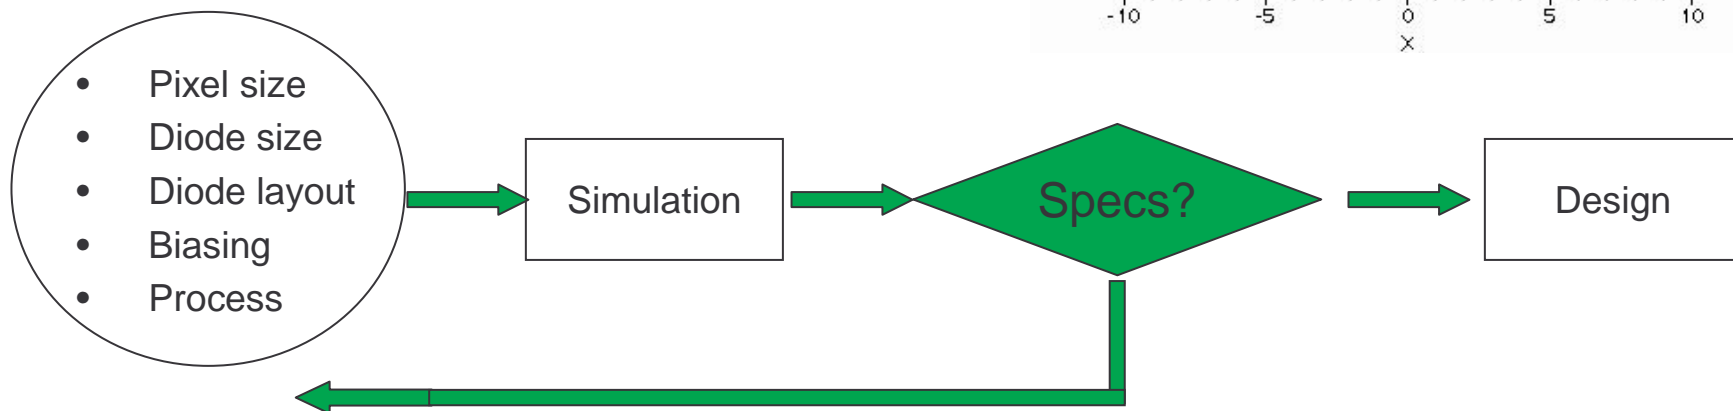 -10 -5 0 5 10
X
• Pixel size
• Diode size
• Diode layout
• Biasing
• Process
Simulation
Specs?
Design